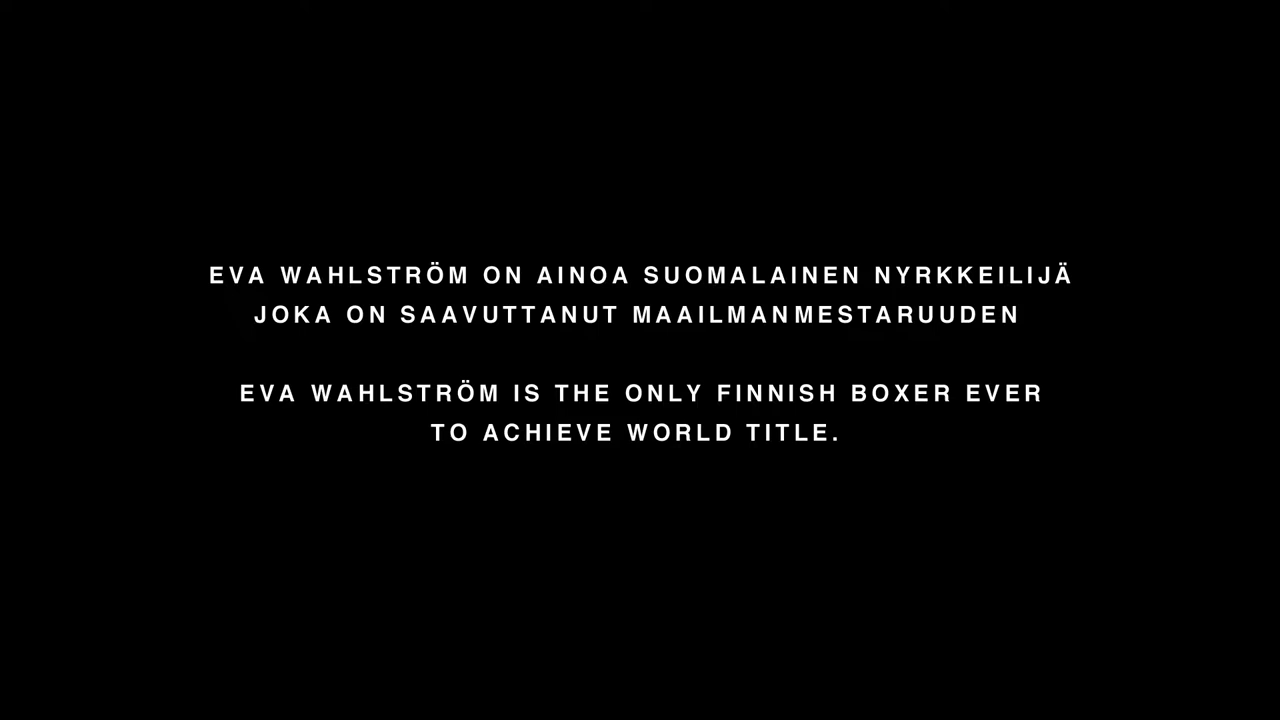 EVA WAHLSTRÖM ON AINOA SUOMALAINEN NYRKKEILIJÄ
JOKA ON SAAVUTTANUT MAAILMANMESTARUUDEN
EVA WAHLSTRÖM IS THE ONLY FINNISH BOXER EVER
TO ACHIEVE WORLD TITLE.